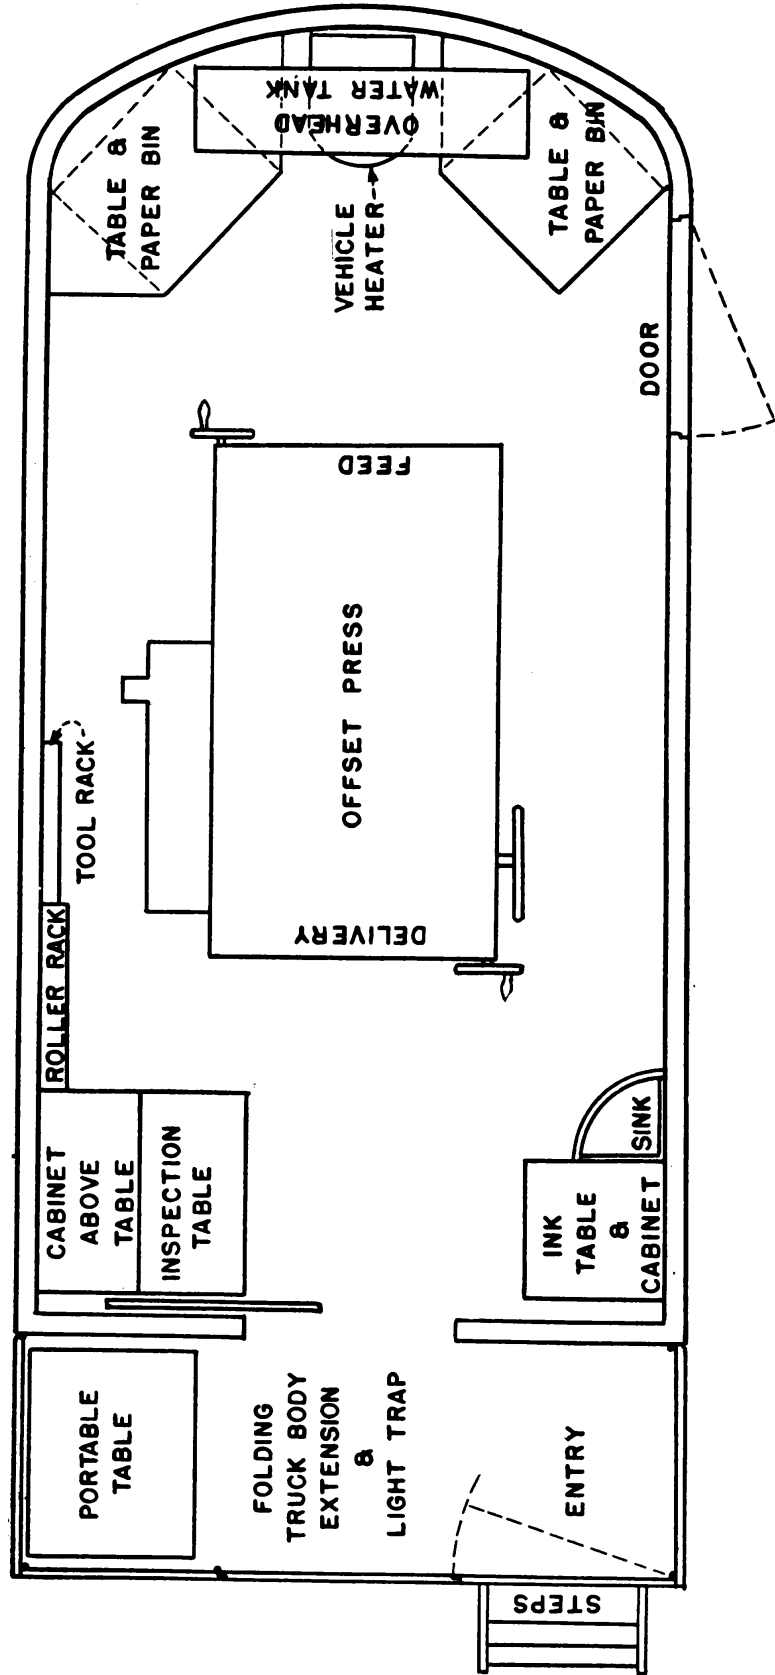 TABLE &
PAPER BIN
OVERHEAD
WATER TANK
TABLE &
PAPER BIN
VEHICLE
HEATER
DOOR
FEED
OFFSET PRESS
DELIVERY
TOOL RACK
ROLLER RACK
CABINET
ABOVE
TABLE
INSPECTION
TABLE
SINK
INK
TABLE
&
CABINET
PORTABLE
TABLE
FOLDING
TRUCK BODY
EXTENSION
&
LIGHT TRAP
ENTRY
STEPS